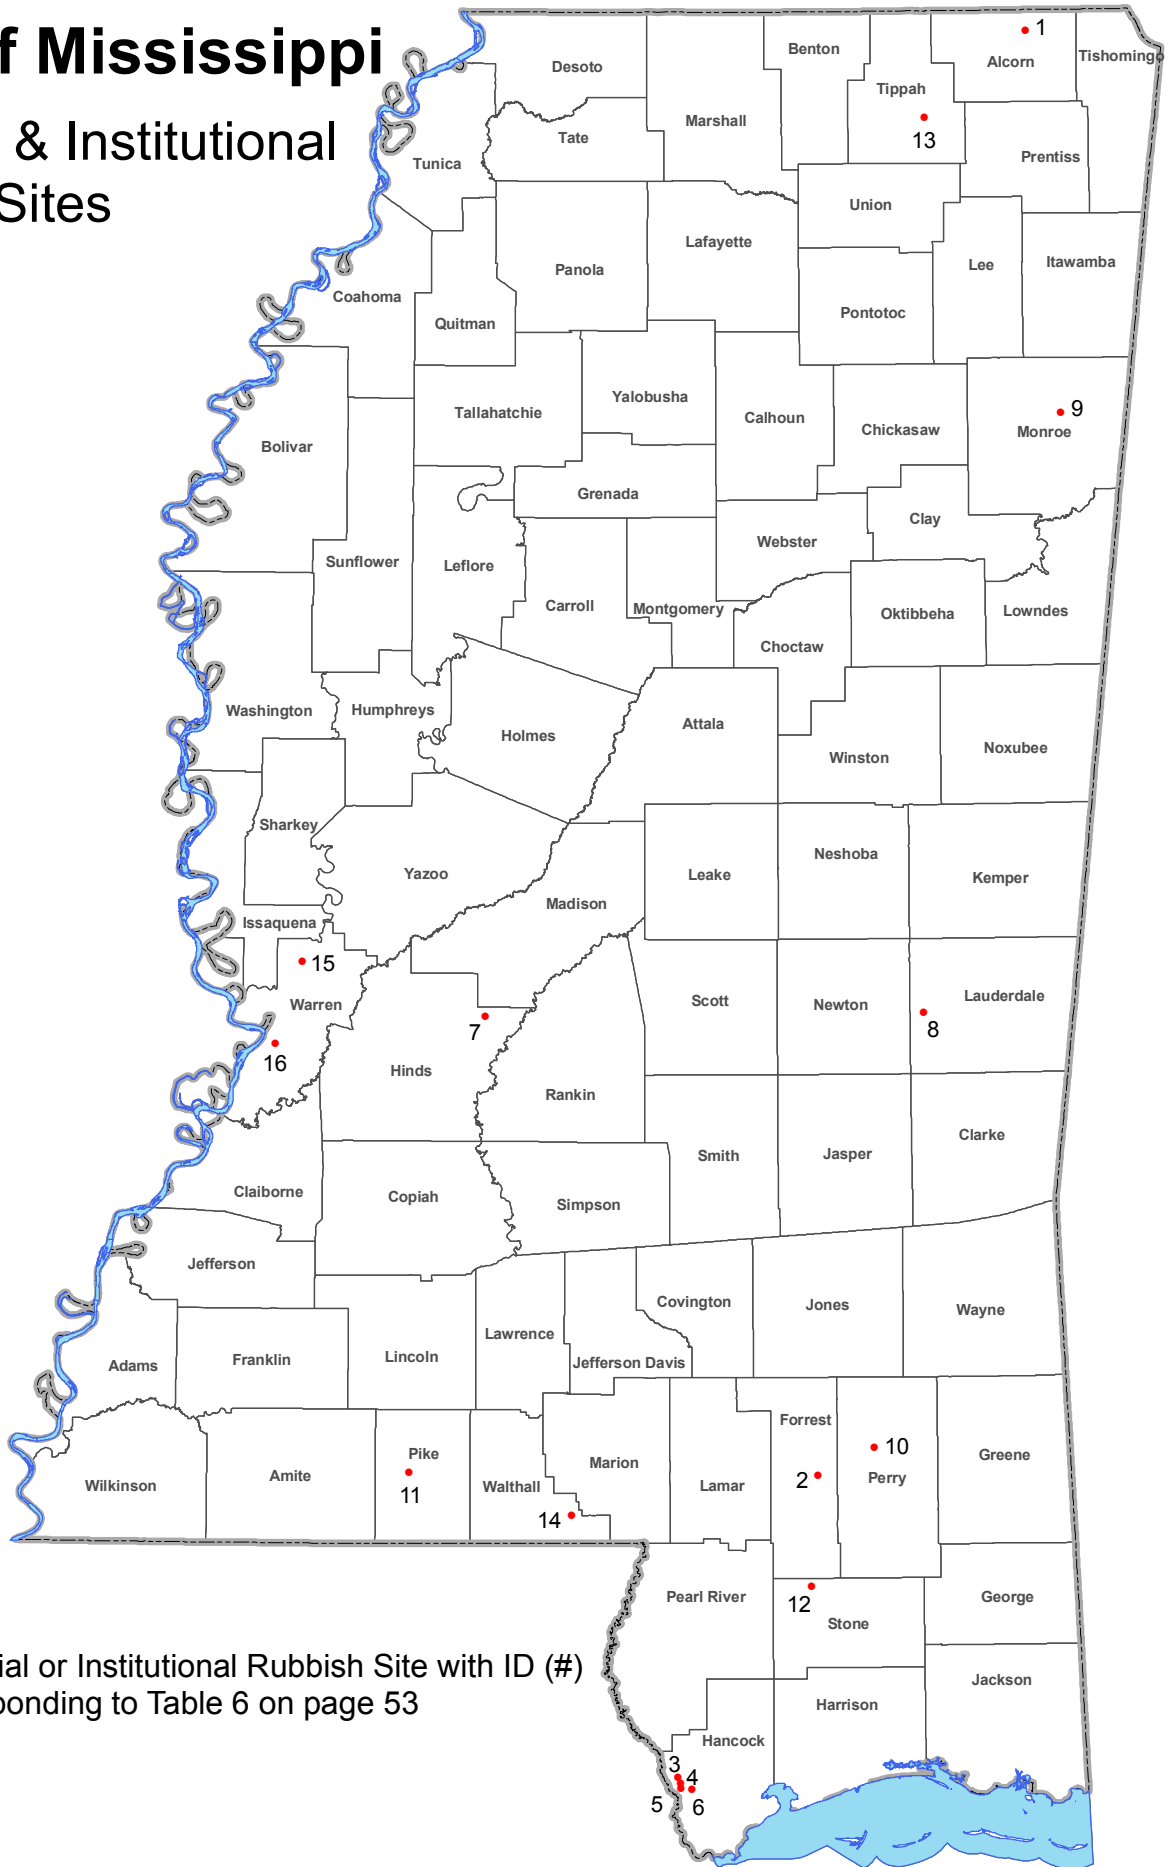 f Mississippi
& Institutional
Sites
1
Benton
Desoto
Alcorn
Tishomingo
Tippah
Marshall
Tate
13
Prentiss
Tunica
Union
Lafayette
Lee
Itawamba
Panola
Coahoma
Pontotoc
Quitman
Yalobusha
9
Tallahatchie
Calhoun
Chickasaw
Monroe
Bolivar
Grenada
Clay
Webster
Sunflower
Leflore
Carroll
Montgomery
Oktibbeha
Lowndes
Choctaw
Washington
Humphreys
Attala
Holmes
Noxubee
Winston
Sharkey
Neshoba
Yazoo
Leake
Kemper
Madison
Issaquena
15
Lauderdale
Scott
Newton
Warren
7
8
16
Hinds
Rankin
Clarke
Smith
Jasper
Claiborne
Copiah
Simpson
Jefferson
Covington
Jones
Wayne
Lawrence
Lincoln
Jefferson Davis
Franklin
Adams
Forrest
10
Pike
Greene
Marion
Amite
Perry
2
Wilkinson
Walthall
Lamar
11
14
Pearl River
George
12
Stone
ial or Institutional Rubbish Site with ID (#)
ponding to Table 6 on page 53
Jackson
Harrison
Hancock
3
4
5
6